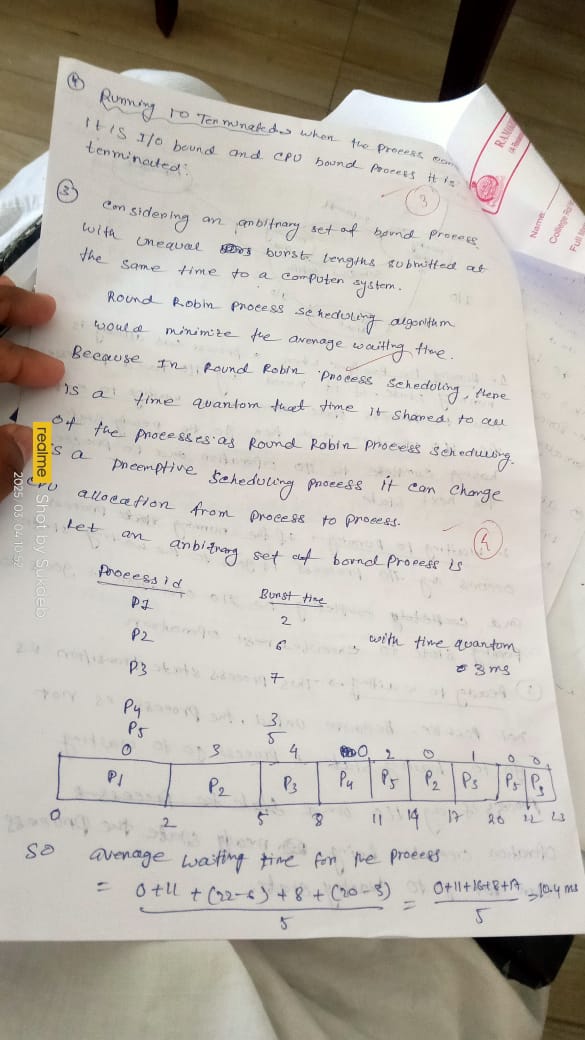 ④ Running to Terminated → when the process com
It is I/O bound and CPU bound Process it is
terminated.
3
③
Considering an arbitrary set of bound process
with unequal burst lengths submitted at
the same time to a computer system.
Round Robin process scheduling algorithm
would minimize the average waiting time.
Because In Round Robin process scheduling, there
is a time quantom that time it shared to all
of the processes as Round Robin process scheduling
is a preemptive scheduling process it can change
CPU allocation from process to process.
Let an arbitrary set of bornd process is
4
Process id Burst time
P1 2
P2 6 , with time quantom
P3 7 3 ms
P4 3
P5 5
0 3 4 0 2 0 1 0 0
P1 P2 P3 P4 P5 P2 P3 P5 P3
0 2 5 8 11 14 17 20 22 23
so average waiting time for the process
= 0+11+(22-6)+8+(20-3) / 5 = 0+11+16+8+17 / 5 = 10.4 ms
realme Shot by Sukdeb
2025.03.04 10:52
RAMA
Name:
College Ro
Full M